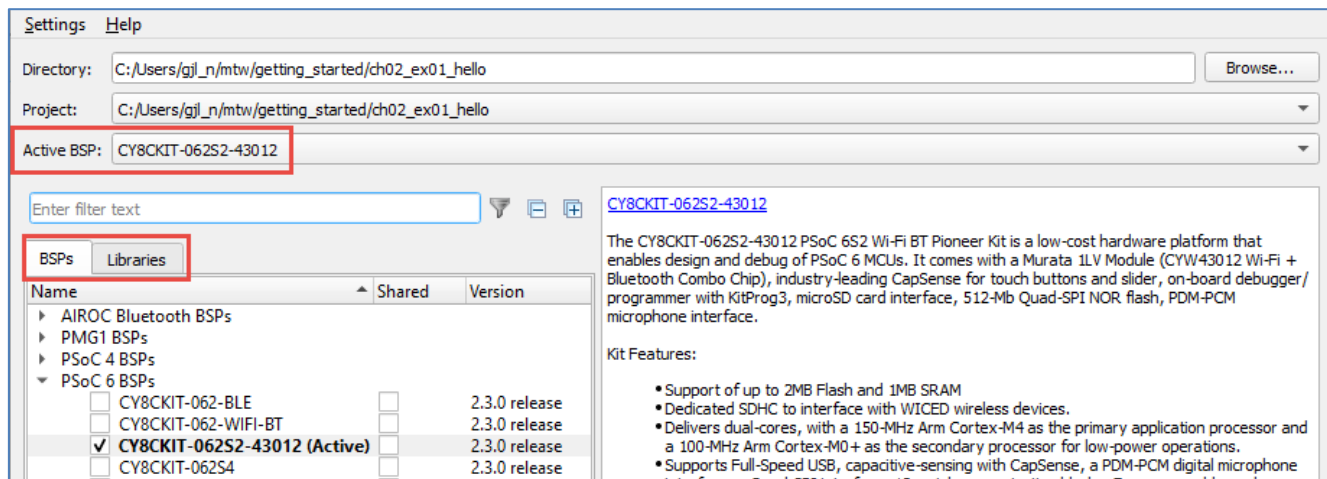 Settings Help
Directory: C:/Users/gjl_n/mtw/getting_started/ch02_ex01_hello Browse...
Project: C:/Users/gjl_n/mtw/getting_started/ch02_ex01_hello
Active BSP: CY8CKIT-062S2-43012
Enter filter text
BSPs Libraries
Name Shared Version
AIROC Bluetooth BSPs
PMG1 BSPs
PSoC 4 BSPs
PSoC 6 BSPs
CY8CKIT-062-BLE 2.3.0 release
CY8CKIT-062-WIFI-BT 2.3.0 release
CY8CKIT-062S2-43012 (Active) 2.3.0 release
CY8CKIT-062S4 2.3.0 release
CY8CKIT-062S2-43012
The CY8CKIT-062S2-43012 PSoC 6S2 Wi-Fi BT Pioneer Kit is a low-cost hardware platform that
enables design and debug of PSoC 6 MCUs. It comes with a Murata 1LV Module (CYW43012 Wi-Fi +
Bluetooth Combo Chip), industry-leading CapSense for touch buttons and slider, on-board debugger/
programmer with KitProg3, microSD card interface, 512-Mb Quad-SPI NOR flash, PDM-PCM
microphone interface.
Kit Features:
•Support of up to 2MB Flash and 1MB SRAM
•Dedicated SDHC to interface with WICED wireless devices.
•Delivers dual-cores, with a 150-MHz Arm Cortex-M4 as the primary application processor and
a 100-MHz Arm Cortex-M0+ as the secondary processor for low-power operations.
•Supports Full-Speed USB, capacitive-sensing with CapSense, a PDM-PCM digital microphone